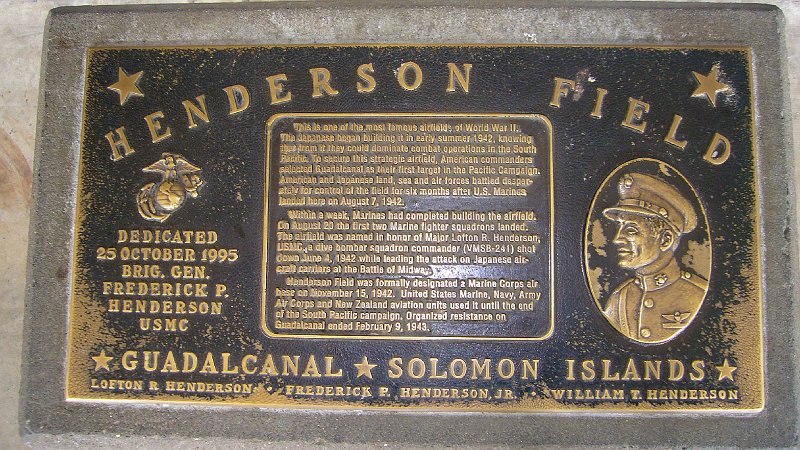 HENDERSON FIELD
This is one of the most famous airfields of World War II.
The Japanese began building it in early summer 1942, knowing
that from it they could dominate combat operations in the South
Pacific. To secure this strategic airfield, American commanders
selected Guadalcanal as their first target in the Pacific Campaign.
American and Japanese land, sea and air forces battled desper-
ately for control of the field for six months after U.S. Marines
landed here on August 7, 1942.
Within a week, Marines had completed building the airfield.
On August 20 the first two Marine fighter squadrons landed.
The airfield was named in honor of Major Lofton R. Henderson,
USMC, a dive bomber squadron commander (VMSB-241) shot
down June 4, 1942 while leading the attack on Japanese air-
craft carriers at the Battle of Midway.
Henderson Field was formally designated a Marine Corps air
base on November 15, 1942. United States Marine, Navy, Army
Air Corps and New Zealand aviation units used it until the end
of the South Pacific campaign. Organized resistance on
Guadalcanal ended February 9, 1943.
DEDICATED
25 OCTOBER 1995
BRIG. GEN.
FREDERICK P.
HENDERSON
USMC
GUADALCANAL ★ SOLOMON ISLANDS
LOFTON R. HENDERSON · FREDERICK P. HENDERSON, JR. · WILLIAM T. HENDERSON